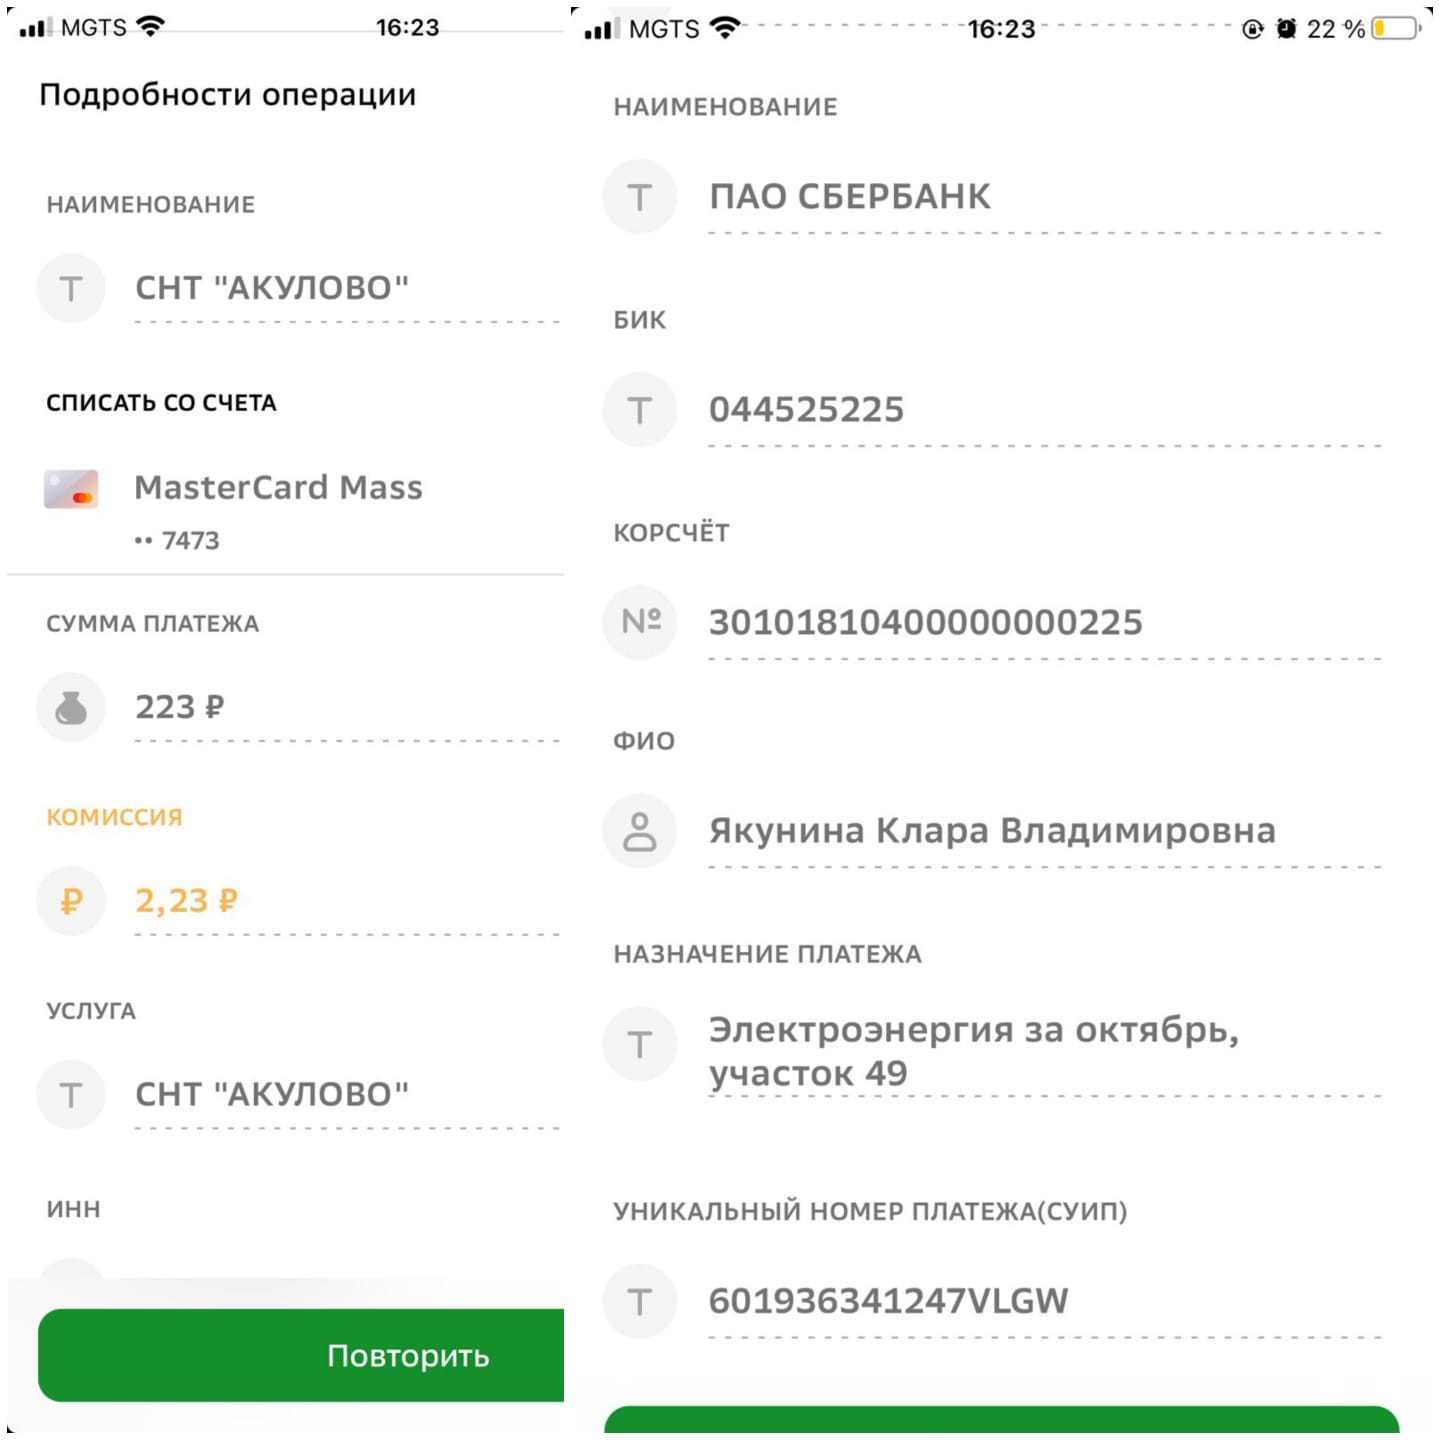 MGTS 16:23
Подробности операции
НАИМЕНОВАНИЕ
Т СНТ "АКУЛОВО"
СПИСАТЬ СО СЧЕТА
MasterCard Mass
•• 7473
СУММА ПЛАТЕЖА
223 ₽
КОМИССИЯ
₽ 2,23 ₽
УСЛУГА
Т СНТ "АКУЛОВО"
ИНН
Повторить
MGTS 16:23 22 %
НАИМЕНОВАНИЕ
Т ПАО СБЕРБАНК
БИК
Т 044525225
КОРСЧЁТ
№ 30101810400000000225
ФИО
Якунина Клара Владимировна
НАЗНАЧЕНИЕ ПЛАТЕЖА
Т Электроэнергия за октябрь,
участок 49
УНИКАЛЬНЫЙ НОМЕР ПЛАТЕЖА(СУИП)
Т 601936341247VLGW